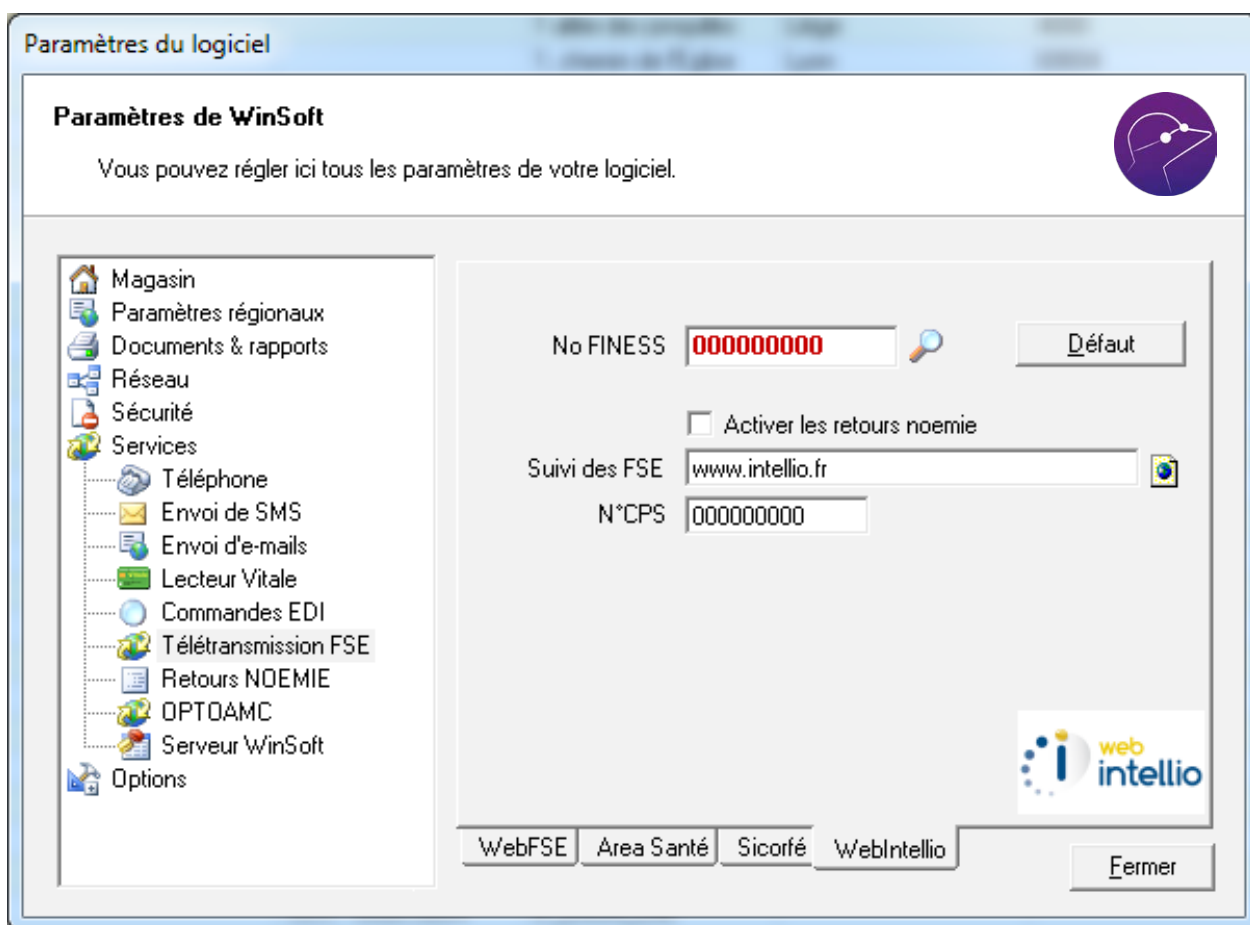 Paramètres du logiciel
Paramètres de WinSoft
Vous pouvez régler ici tous les paramètres de votre logiciel.
Magasin
Paramètres régionaux
Documents & rapports
Réseau
Sécurité
Services
Téléphone
Envoi de SMS
Envoi d'e-mails
Lecteur Vitale
Commandes EDI
Télétransmission FSE
Retours NOEMIE
OPTOAMC
Serveur WinSoft
Options
No FINESS 000000000 Défaut
Activer les retours noemie
Suivi des FSE www.intellio.fr
N°CPS 000000000
web
intellio
WebFSE Area Santé Sicorfé WebIntellio
Fermer